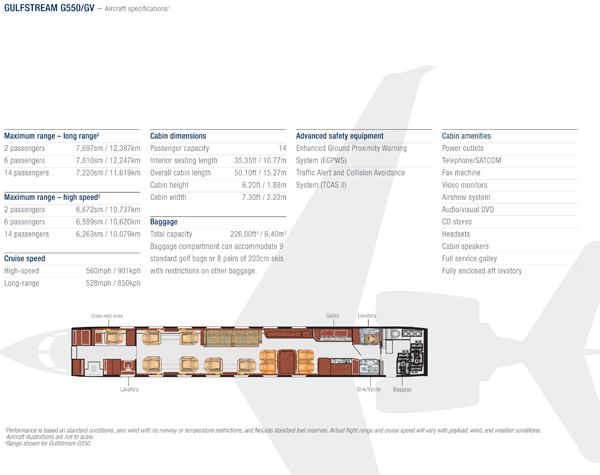 GULFSTREAM G550/GV – Aircraft specifications¹
Maximum range – long range²
2 passengers 7,697sm / 12,387km
6 passengers 7,610sm / 12,247km
14 passengers 7,220sm / 11,619km
Maximum range – high speed²
2 passengers 6,672sm / 10,737km
6 passengers 6,599sm / 10,620km
14 passengers 6,263sm / 10,079km
Cruise speed
High-speed 560mph / 901kph
Long-range 528mph / 850kph
Cabin dimensions
Passenger capacity 14
Interior seating length 35.35ft / 10.77m
Overall cabin length 50.10ft / 15.27m
Cabin height 6.20ft / 1.88m
Cabin width 7.30ft / 2.22m
Baggage
Total capacity 226.00ft³ / 6.40m³
Baggage compartment can accommodate 9
standard golf bags or 8 pairs of 203cm skis
with restrictions on other baggage.
Advanced safety equipment
Enhanced Ground Proximity Warning
System (EGPWS)
Traffic Alert and Collision Avoidance
System (TCAS II)
Cabin amenities
Power outlets
Telephone/SATCOM
Fax machine
Video monitors
Airshow system
Audio/visual DVD
CD stereo
Headsets
Cabin speakers
Full service galley
Fully enclosed aft lavatory
Crew rest area
Galley
Lavatory
Lavatory
Sink/Vanity
Baggage
¹Performance is based on standard conditions, zero wind with no runway or temperature restrictions, and NetJets standard fuel reserves. Actual flight range and cruise speed will vary with payload, wind, and weather conditions.
Aircraft illustrations are not to scale.
²Range shown for Gulfstream G550